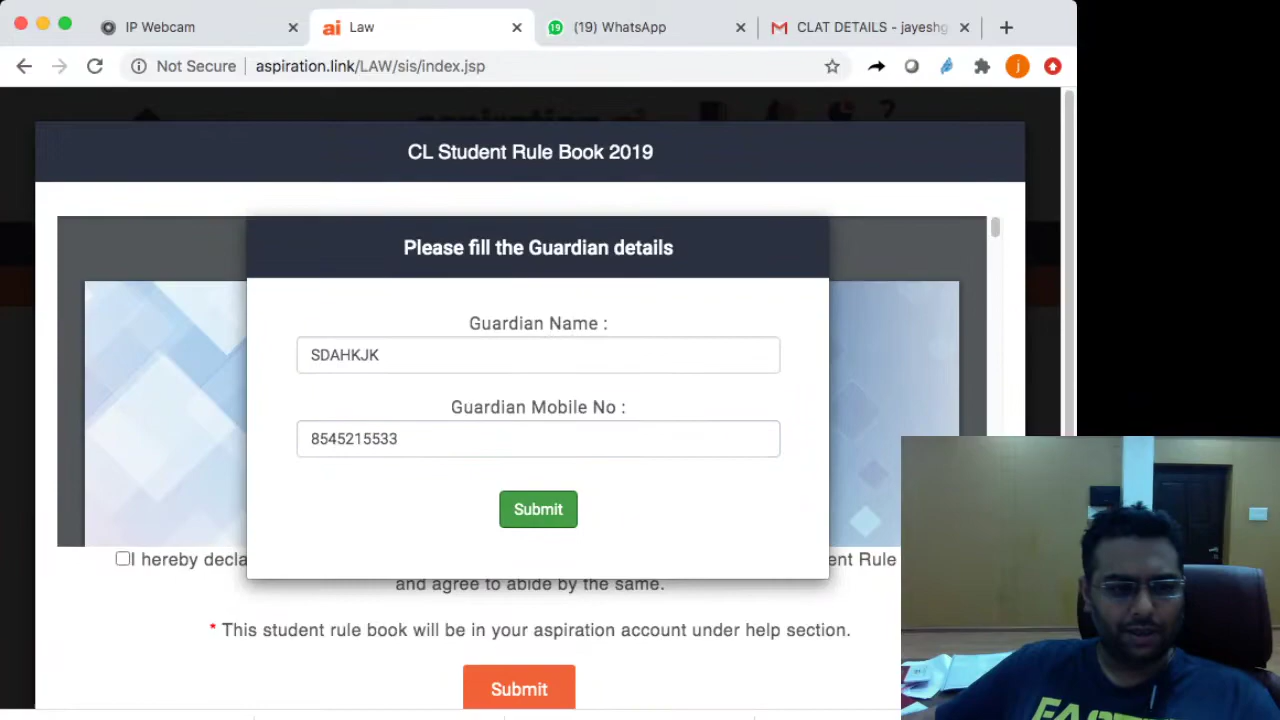 IP Webcam
ai Law
(19) WhatsApp
CLAT DETAILS - jayeshg
Not Secure
aspiration.link/LAW/sis/index.jsp
j
CL Student Rule Book 2019
Please fill the Guardian details
Guardian Name :
SDAHKJK
Guardian Mobile No :
8545215533
Submit
I hereby decla
ent Rule
and agree to abide by the same.
* This student rule book will be in your aspiration account under help section.
Submit